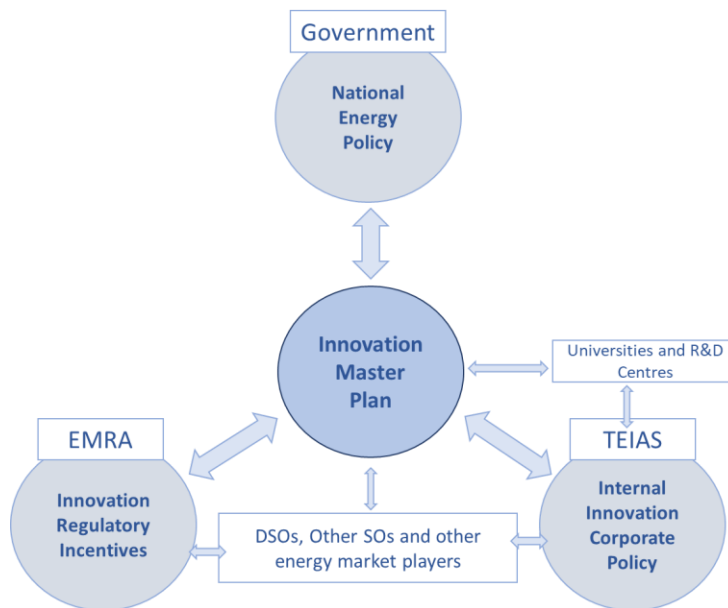 Government
National
Energy
Policy
Innovation
Master
Plan
Universities and R&D
Centres
EMRA
Innovation
Regulatory
Incentives
DSOs, Other SOs and other
energy market players
TEIAS
Internal
Innovation
Corporate
Policy